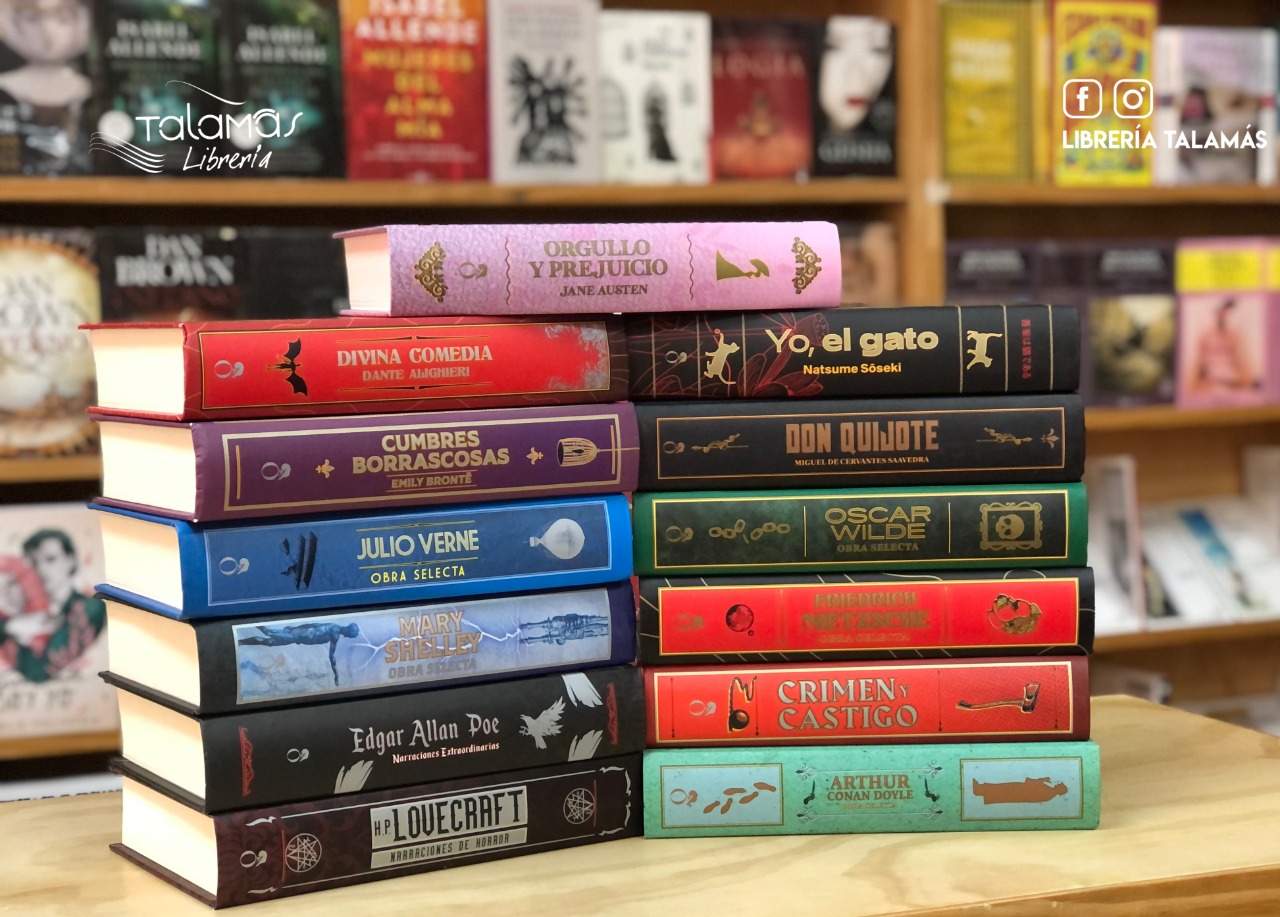 ISABEL
ALLENDE
ISABEL
ALLENDE
ISABEL
ALLENDE
MUJERES
DEL
ALMA
MÍA
Talamás
Librería
LIBRERÍA TALAMÁS
DAN
BROWN
ORGULLO
Y PREJUICIO
JANE AUSTEN
DIVINA COMEDIA
DANTE ALIGHIERI
Yo, el gato
Natsume Sōseki
CUMBRES
BORRASCOSAS
EMILY BRONTË
DON QUIJOTE
MIGUEL DE CERVANTES SAAVEDRA
JULIO VERNE
OBRA SELECTA
OSCAR
WILDE
OBRA SELECTA
MARY
SHELLEY
OBRA SELECTA
FRIEDRICH
NIETZSCHE
OBRA SELECTA
Edgar Allan Poe
Narraciones Extraordinarias
CRIMEN Y
CASTIGO
H.P. LOVECRAFT
NARRACIONES DE HORROR
ARTHUR
CONAN DOYLE
OBRA SELECTA